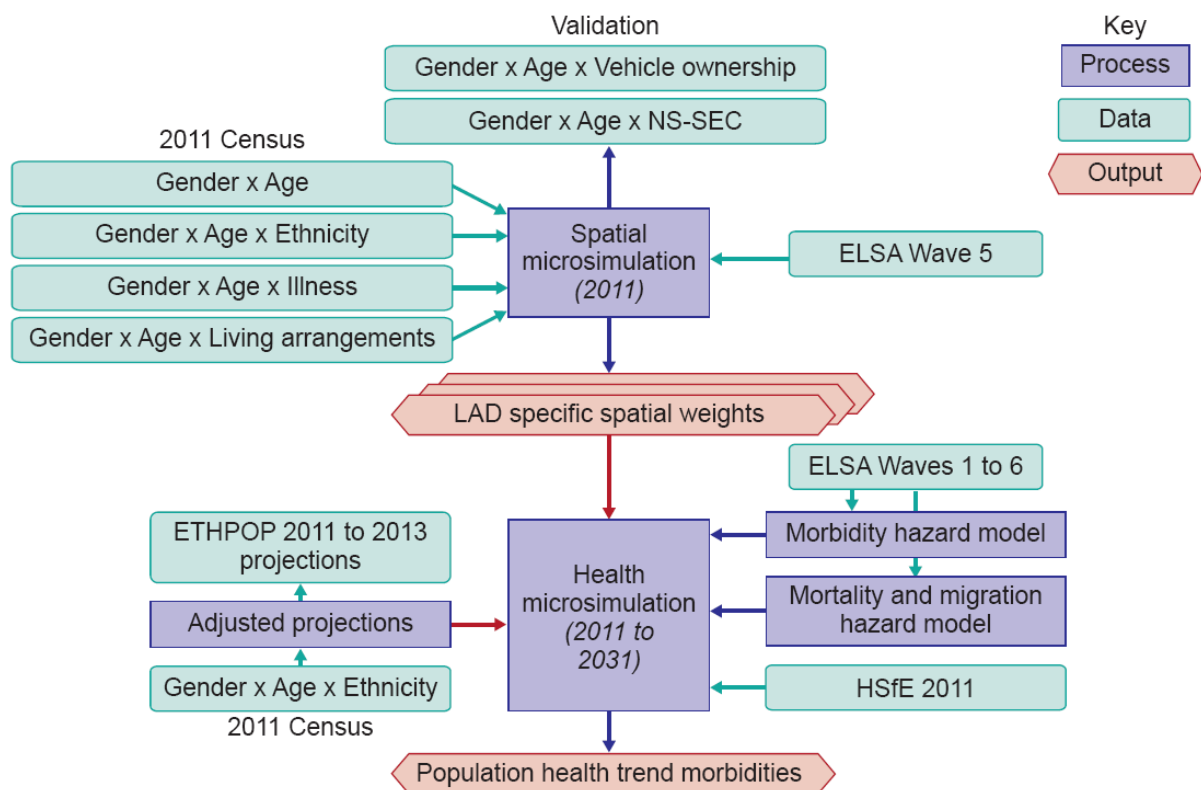 Validation
Gender x Age x Vehicle ownership
Gender x Age x NS-SEC
Key
Process
Data
Output
2011 Census
Gender x Age
Gender x Age x Ethnicity
Gender x Age x Illness
Gender x Age x Living arrangements
Spatial
microsimulation
(2011)
ELSA Wave 5
LAD specific spatial weights
ELSA Waves 1 to 6
Morbidity hazard model
Mortality and migration
hazard model
HSfE 2011
ETHPOP 2011 to 2013
projections
Adjusted projections
Gender x Age x Ethnicity
2011 Census
Health
microsimulation
(2011 to
2031)
Population health trend morbidities